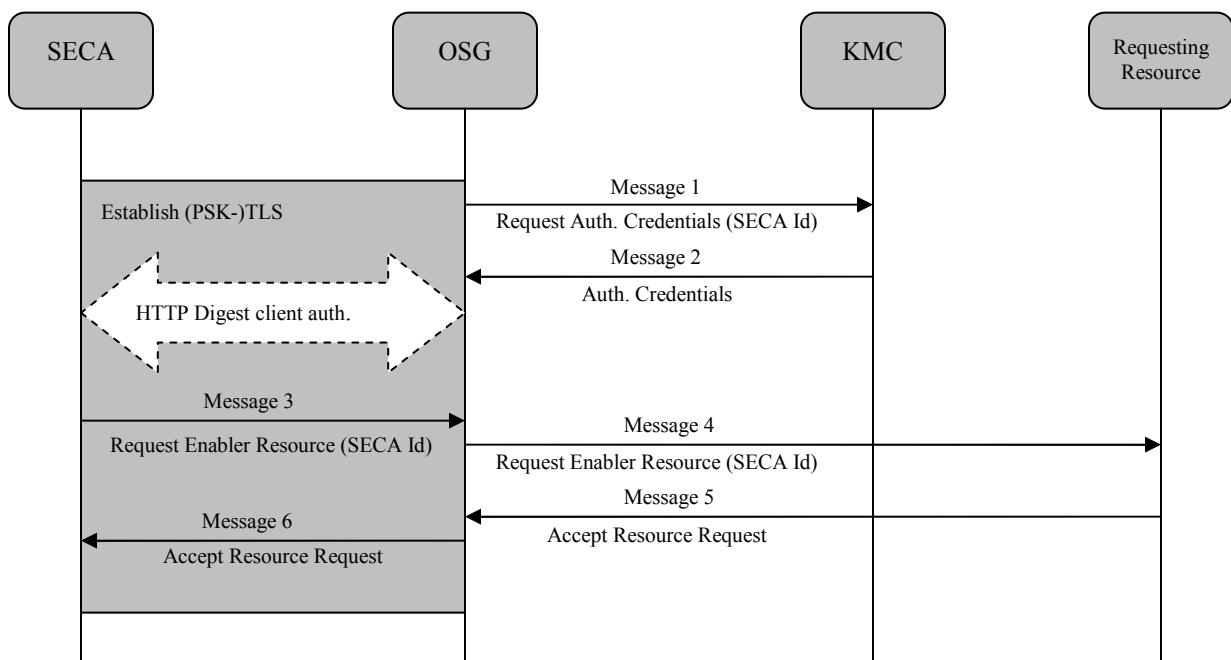 SECA
OSG
KMC
Requesting
Resource
Establish (PSK-)TLS
Message 1
Request Auth. Credentials (SECA Id)
Message 2
Auth. Credentials
HTTP Digest client auth.
Message 3
Request Enabler Resource (SECA Id)
Message 4
Request Enabler Resource (SECA Id)
Message 5
Accept Resource Request
Message 6
Accept Resource Request